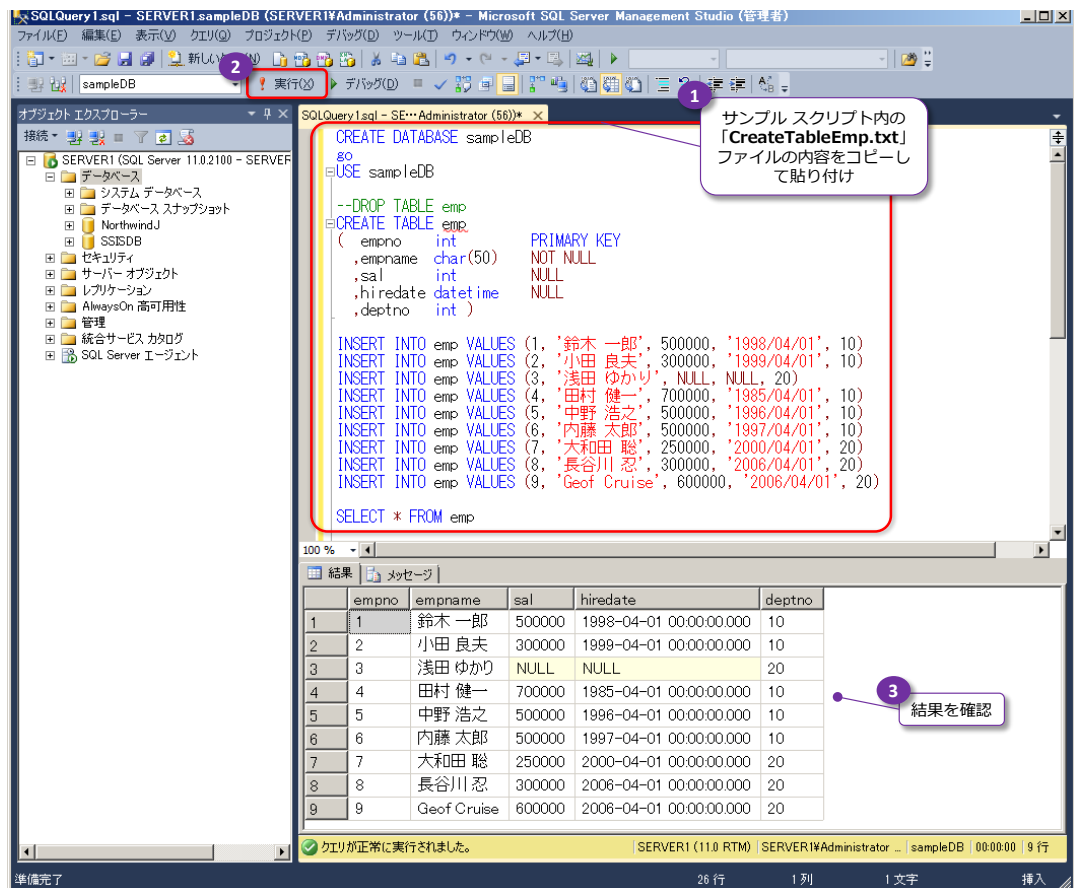 SQLQuery1.sql - SERVER1.sampleDB (SERVER1¥Administrator (56))* - Microsoft SQL Server Management Studio (管理者)
ファイル(F) 編集(E) 表示(V) クエリ(Q) プロジェクト(P) デバッグ(D) ツール(T) ウィンドウ(W) ヘルプ(H)
新しい
2
sampleDB
実行(X)
デバッグ(D)
1
サンプル スクリプト内の
「CreateTableEmp.txt」
ファイルの内容をコピーし
て貼り付け
オブジェクト エクスプローラー
接続
SERVER1 (SQL Server 11.0.2100 - SERVER
データベース
システム データベース
データベース スナップショット
NorthwindJ
SSISDB
セキュリティ
サーバー オブジェクト
レプリケーション
AlwaysOn 高可用性
管理
統合サービス カタログ
SQL Server エージェント
SQLQuery1.sql - SE...Administrator (56))*
CREATE DATABASE sampleDB
go
USE sampleDB
--DROP TABLE emp
CREATE TABLE emp
( empno int PRIMARY KEY
,empname char(50) NOT NULL
,sal int NULL
,hiredate datetime NULL
,deptno int )
INSERT INTO emp VALUES (1, '鈴木 一郎', 500000, '1998/04/01', 10)
INSERT INTO emp VALUES (2, '小田 良夫', 300000, '1999/04/01', 10)
INSERT INTO emp VALUES (3, '浅田 ゆかり', NULL, NULL, 20)
INSERT INTO emp VALUES (4, '田村 健一', 700000, '1985/04/01', 10)
INSERT INTO emp VALUES (5, '中野 浩之', 500000, '1996/04/01', 10)
INSERT INTO emp VALUES (6, '内藤 太郎', 500000, '1997/04/01', 10)
INSERT INTO emp VALUES (7, '大和田 聡', 250000, '2000/04/01', 20)
INSERT INTO emp VALUES (8, '長谷川 忍', 300000, '2006/04/01', 20)
INSERT INTO emp VALUES (9, 'Geof Cruise', 600000, '2006/04/01', 20)
SELECT * FROM emp
100 %
結果 メッセージ
empno empname sal hiredate deptno
1 1 鈴木 一郎 500000 1998-04-01 00:00:00.000 10
2 2 小田 良夫 300000 1999-04-01 00:00:00.000 10
3 3 浅田 ゆかり NULL NULL 20
4 4 田村 健一 700000 1985-04-01 00:00:00.000 10
5 5 中野 浩之 500000 1996-04-01 00:00:00.000 10
6 6 内藤 太郎 500000 1997-04-01 00:00:00.000 10
7 7 大和田 聡 250000 2000-04-01 00:00:00.000 20
8 8 長谷川 忍 300000 2006-04-01 00:00:00.000 20
9 9 Geof Cruise 600000 2006-04-01 00:00:00.000 20
3
結果を確認
クエリが正常に実行されました。
SERVER1 (11.0 RTM) SERVER1¥Administrator ... sampleDB 00:00:00 9 行
準備完了 26 行 1 列 1 文字 挿入